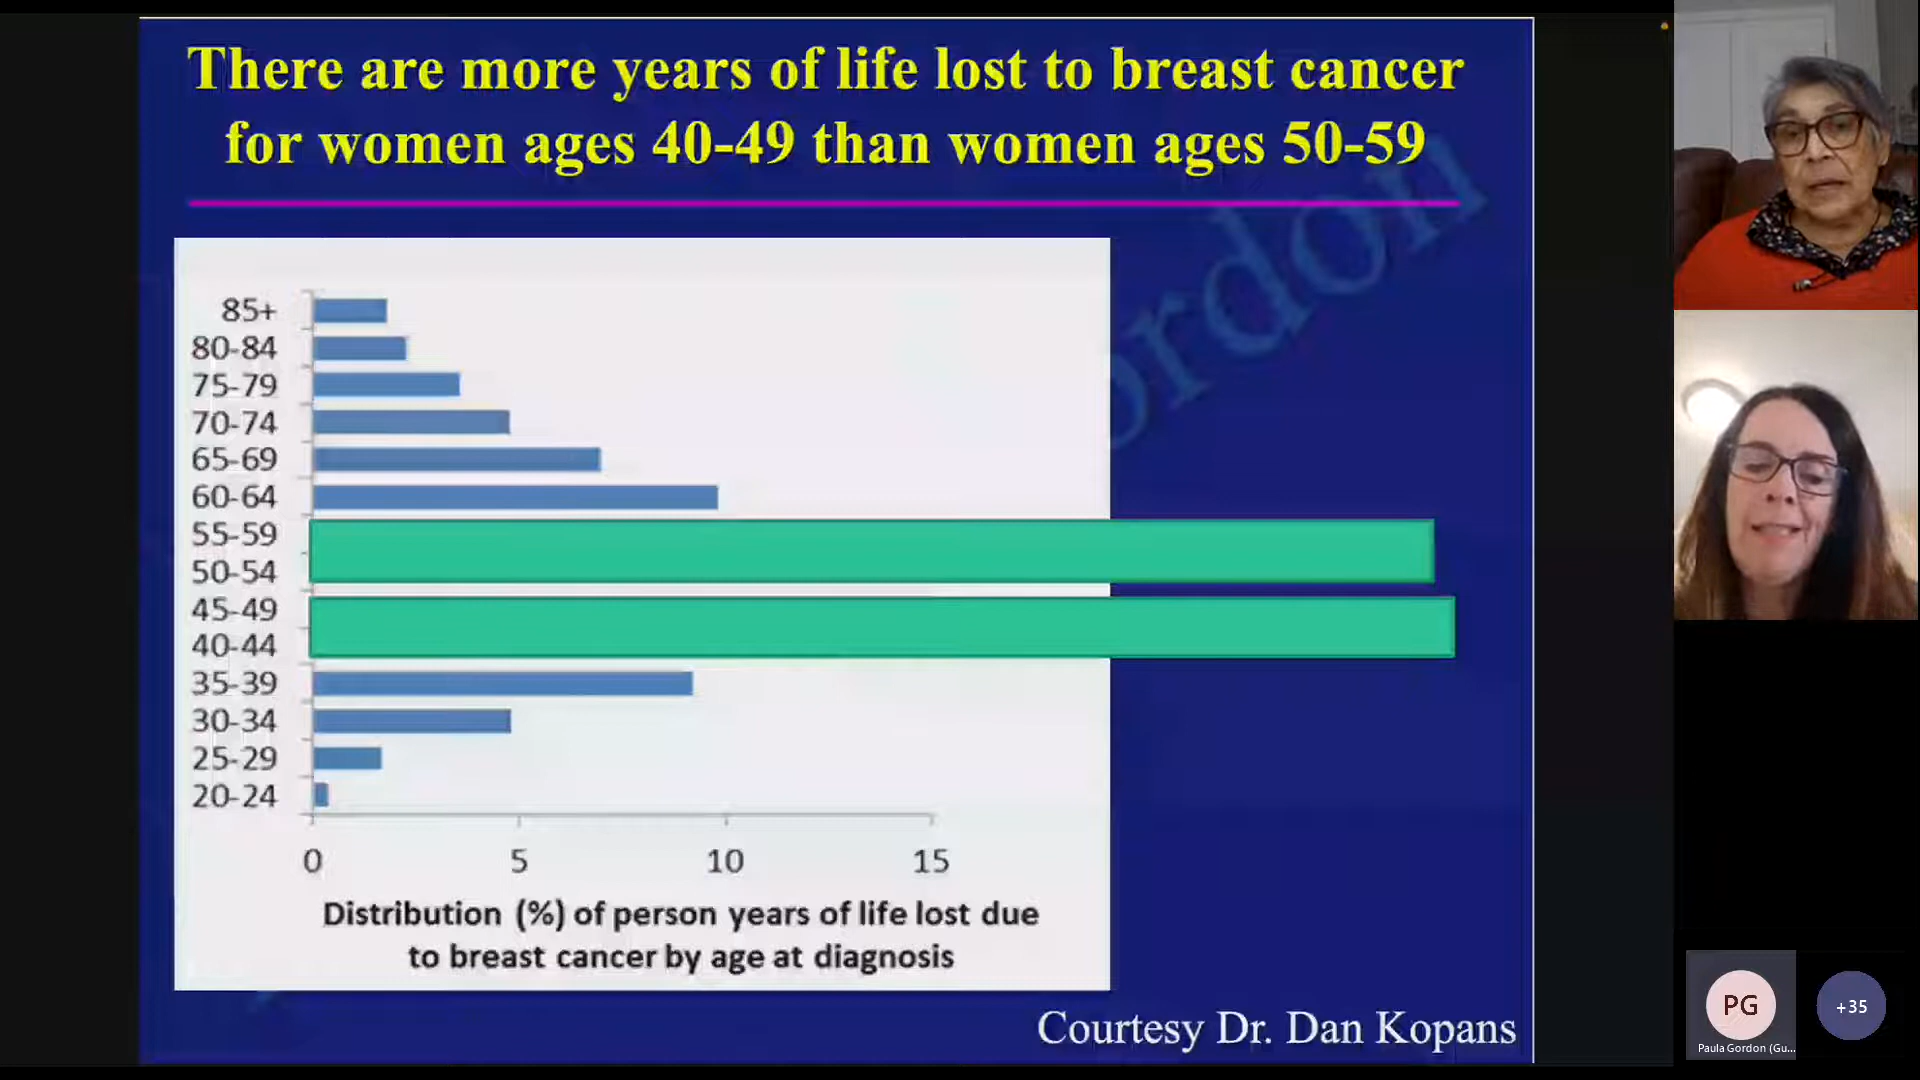 There are more years of life lost to breast cancer
for women ages 40-49 than women ages 50-59
ordon
85+
80-84
75-79
70-74
65-69
60-64
55-59
50-54
45-49
40-44
35-39
30-34
25-29
20-24
0 5 10 15
Distribution (%) of person years of life lost due
to breast cancer by age at diagnosis
Courtesy Dr. Dan Kopans
PG
+35
Paula Gordon (Gu...